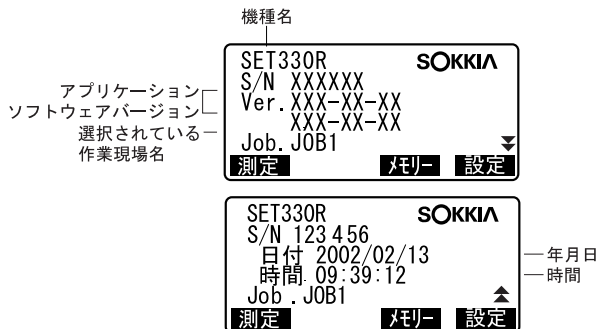 機種名
SET330R SOKKIA
S/N XXXXXX
アプリケーション
ソフトウェアバージョン
Ver.XXX-XX-XX
XXX-XX-XX
選択されている
作業現場名
Job.JOB1
測定 メモリー 設定
SET330R SOKKIA
S/N 123456
日付 2002/02/13
年月日
時間 09:39:12
時間
Job.JOB1
測定 メモリー 設定